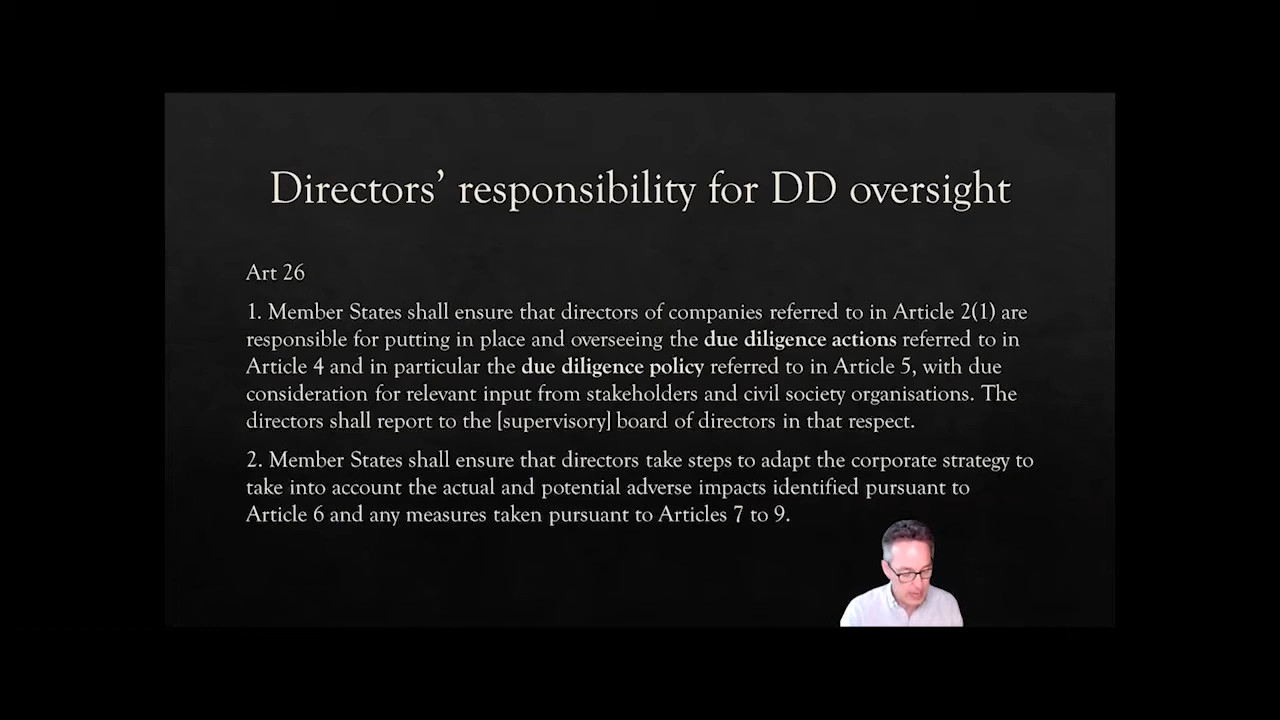 Directors’ responsibility for DD oversight
Art 26
1. Member States shall ensure that directors of companies referred to in Article 2(1) are
responsible for putting in place and overseeing the due diligence actions referred to in
Article 4 and in particular the due diligence policy referred to in Article 5, with due
consideration for relevant input from stakeholders and civil society organisations. The
directors shall report to the [supervisory] board of directors in that respect.
2. Member States shall ensure that directors take steps to adapt the corporate strategy to
take into account the actual and potential adverse impacts identified pursuant to
Article 6 and any measures taken pursuant to Articles 7 to 9.